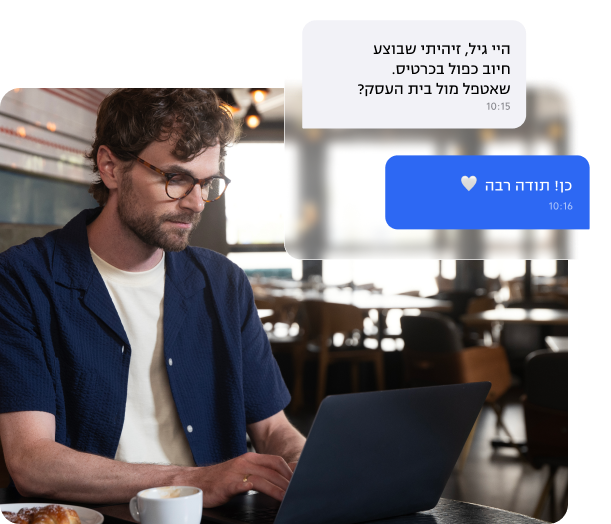 היי גיל, זיהיתי שבוצע
חיוב כפול בכרטיס.
שאטפל מול בית העסק?
10:15
כן! תודה רבה 🤍
10:16